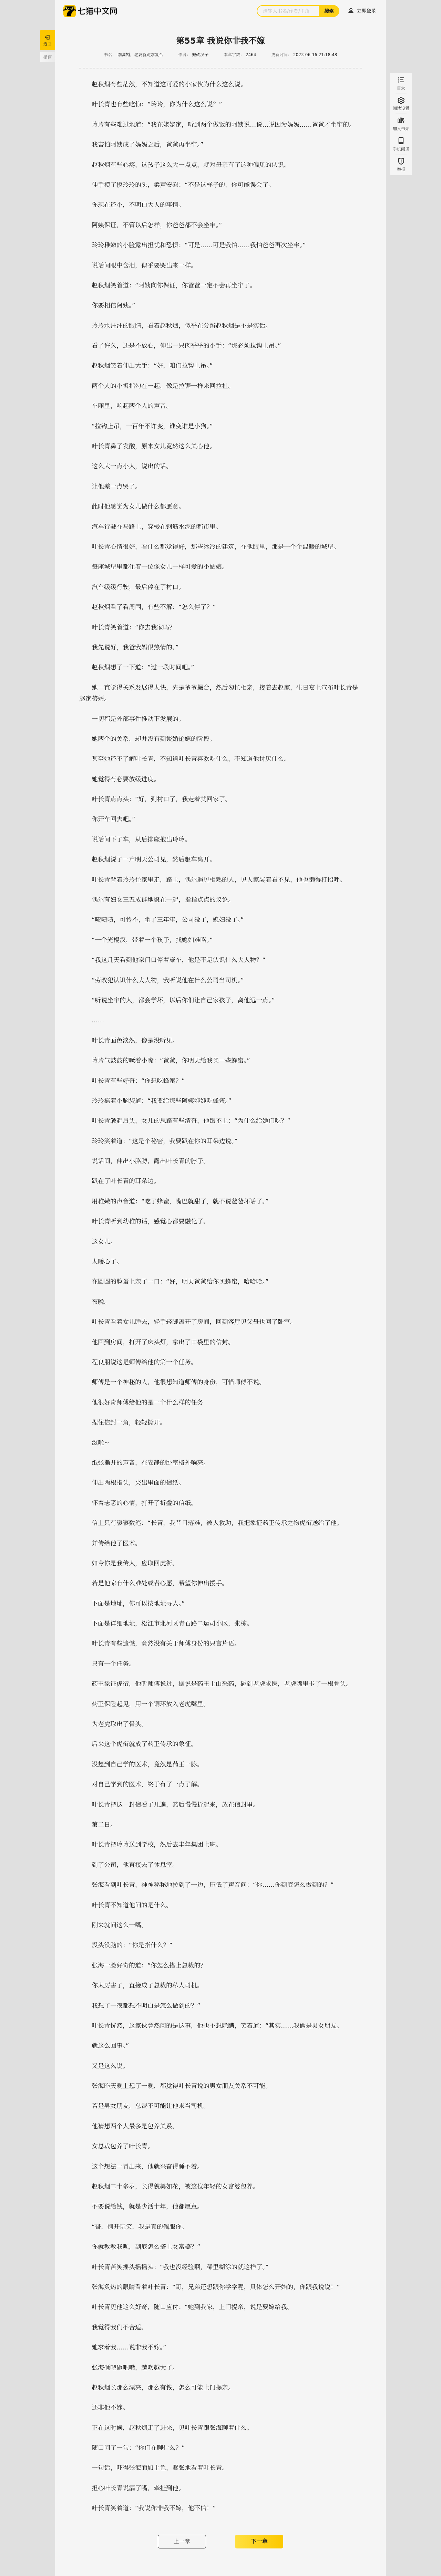 七猫中文网
请输入书名/作者/主角
搜索
立即登录
返回
简谱
目录
阅读设置
加入书架
手机阅读
举报
第55章 我说你非我不嫁
作者：
本章字数： 2464
更新时间： 2023-06-16 21:18:48
赵秋烟有些茫然，不知道这可爱的小家伙为什么这么说。
叶长青也有些吃惊：“玲玲，你为什么这么说？”
玲玲有些难过地道：“我在姥姥家，听到两个做饭的阿姨说…说…说因为妈妈……爸爸才坐牢的。
我害怕阿姨成了妈妈之后，爸爸再坐牢。”
赵秋烟有些心疼，这孩子这么大一点点，就对母亲有了这种偏见的认识。
伸手摸了摸玲玲的头，柔声安慰：“不是这样子的，你可能误会了。
你现在还小，不明白大人的事情。
阿姨保证，不管以后怎样，你爸爸都不会坐牢。”
玲玲稚嫩的小脸露出担忧和恐惧：“可是……可是我怕……我怕爸爸再次坐牢。”
说话间眼中含泪，似乎要哭出来一样。
赵秋烟笑着道：“阿姨向你保证，你爸爸一定不会再坐牢了。
你要相信阿姨。”
玲玲水汪汪的眼睛，看着赵秋烟，似乎在分辨赵秋烟是不是实话。
看了许久，还是不放心，伸出一只肉乎乎的小手：“那必须拉钩上吊。”
赵秋烟笑着伸出大手：“好，咱们拉钩上吊。”
两个人的小拇指勾在一起，像是拉锯一样来回拉扯。
车厢里，响起两个人的声音。
“拉钩上吊，一百年不许变，谁变谁是小狗。”
叶长青鼻子发酸，原来女儿竟然这么关心他。
这么大一点小人，说出的话。
让他差一点哭了。
此时他感觉为女儿做什么都愿意。
汽车行驶在马路上，穿梭在钢筋水泥的都市里。
叶长青心情很好，看什么都觉得好，那些冰冷的建筑，在他眼里，那是一个个温暖的城堡。
每座城堡里都住着一位像女儿一样可爱的小姑娘。
汽车缓缓行驶，最后停在了村口。
赵秋烟看了看周围，有些不解：“怎么停了？”
叶长青笑着道：“你去我家吗？
我先说好，我爸我妈很热情的。”
赵秋烟想了一下道：“过一段时间吧。”
她一直觉得关系发展得太快，先是爷爷撮合，然后匆忙相亲，接着去赵家，生日宴上宣布叶长青是
赵家赘婿。
一切都是外部事件推动下发展的。
她两个的关系，却并没有到谈婚论嫁的阶段。
甚至她还不了解叶长青，不知道叶长青喜欢吃什么，不知道他讨厌什么。
她觉得有必要放缓进度。
叶长青点点头：“好，到村口了，我走着就回家了。
你开车回去吧。”
说话间下了车，从后排座抱出玲玲。
赵秋烟说了一声明天公司见，然后驱车离开。
叶长青背着玲玲住家里走，路上，偶尔遇见相熟的人，见人家装着看不见，他也懒得打招呼。
偶尔有妇女三五成群地聚在一起，指指点点的议论。
“啧啧啧，可怜不，坐了三年牢，公司没了，媳妇没了。”
“一个光棍汉，带着一个孩子，找媳妇难咯。”
“我这几天看到他家门口停着豪车，他是不是认识什么大人物？”
“劳改犯认识什么大人物，我听说他在什么公司当司机。”
“听说坐牢的人，都会学坏，以后你们让自己家孩子，离他远一点。”
……
叶长青面色淡然，像是没听见。
玲玲气鼓鼓的噘着小嘴：“爸爸，你明天给我买一些蜂蜜。”
叶长青有些好奇：“你想吃蜂蜜？”
玲玲摇着小脑袋道：“我要给那些阿姨婶婶吃蜂蜜。”
叶长青皱起眉头，女儿的思路有些清奇，他跟不上：“为什么给她们吃？”
玲玲笑着道：“这是个秘密，我要趴在你的耳朵边说。”
说话间，伸出小胳膊，露出叶长青的脖子。
趴在了叶长青的耳朵边。
用稚嫩的声音道：“吃了蜂蜜，嘴巴就甜了，就不说爸爸坏话了。”
叶长青听到幼稚的话，感觉心都要融化了。
这女儿。
太暖心了。
在圆圆的脸蛋上亲了一口：“好，明天爸爸给你买蜂蜜，哈哈哈。”
夜晚。
叶长青看着女儿睡去，轻手轻脚离开了房间，回到客厅见父母也回了卧室。
他回到房间，打开了床头灯，拿出了口袋里的信封。
程良朋说这是师傅给他的第一个任务。
师傅是一个神秘的人，他很想知道师傅的身份，可惜师傅不说。
他很好奇师傅给他的是一个什么样的任务
捏住信封一角，轻轻撕开。
滋啦~
纸张撕开的声音，在安静的卧室格外响亮。
伸出两根指头，夹出里面的信纸。
怀着忐忑的心情，打开了折叠的信纸。
信上只有寥寥数笔：“长青，我昔日落难，被人救助，我把象征药王传承之物虎衔送给了他。
并传给他了医术。
如今你是我传人，应取回虎衔。
若是他家有什么难处或者心愿，希望你伸出援手。
下面是地址，你可以按地址寻人。”
下面是详细地址，松江市北河区青石路二运司小区，张栋。
叶长青有些遗憾，竟然没有关于师傅身份的只言片语。
只有一个任务。
药王象征虎衔，他听师傅说过，据说是药王上山采药，碰到老虎求医，老虎嘴里卡了一根骨头。
药王探险起见，用一个铜环放入老虎嘴里。
为老虎取出了骨头。
后来这个虎衔就成了药王传承的象征。
没想到自己学的医术，竟然是药王一脉。
对自己学到的医术，终于有了一点了解。
叶长青把这一封信看了几遍，然后慢慢折起来，放在信封里。
第二日。
叶长青把玲玲送到学校，然后去丰年集团上班。
到了公司，他直接去了休息室。
张海看到叶长青，神神秘秘地拉到了一边，压低了声音问：“你……你到底怎么做到的？”
叶长青不知道他问的是什么。
刚来就问这么一嘴。
没头没脑的：“你是指什么？”
张海一脸好奇的道：“你怎么搭上总裁的？
你太厉害了，直接成了总裁的私人司机。
我想了一夜都想不明白是怎么做到的？”
叶长青恍然，这家伙竟然问的是这事，他也不想隐瞒，笑着道：“其实……我俩是男女朋友。
就这么回事。”
又是这么说。
张海昨天晚上想了一晚，都觉得叶长青说的男女朋友关系不可能。
若是男女朋友，总裁不可能让他来当司机。
他猜想两个人最多是包养关系。
女总裁包养了叶长青。
这个想法一冒出来，他就兴奋得睡不着。
赵秋烟二十多岁，长得貌美如花，被这位年轻的女富婆包养。
不要说给钱，就是少活十年，他都愿意。
“哥，别开玩笑，我是真的佩服你。
你就教教我呗，到底怎么搭上女富婆？”
叶长青苦笑摇头摇摇头：“我也没经验啊，稀里糊涂的就这样了。”
张海炙热的眼睛看着叶长青：“哥，兄弟还想跟你学学呢，具体怎么开始的，你跟我说说！”
叶长青见他这么好奇，随口应付：“她到我家，上门提亲，说是要嫁给我。
我觉得我们不合适。
她求着我……说非我不嫁。”
张海砸吧砸吧嘴，越吹越大了。
赵秋烟长那么漂亮，那么有钱，怎么可能上门提亲。
还非他不嫁。
正在这时候，赵秋烟走了进来，见叶长青跟张海聊着什么。
随口问了一句：“你们在聊什么？”
一句话，吓得张海面如土色，紧张地看着叶长青。
担心叶长青说漏了嘴，牵扯到他。
叶长青笑着道：“我说你非我不嫁，他不信！”
上一章
下一章